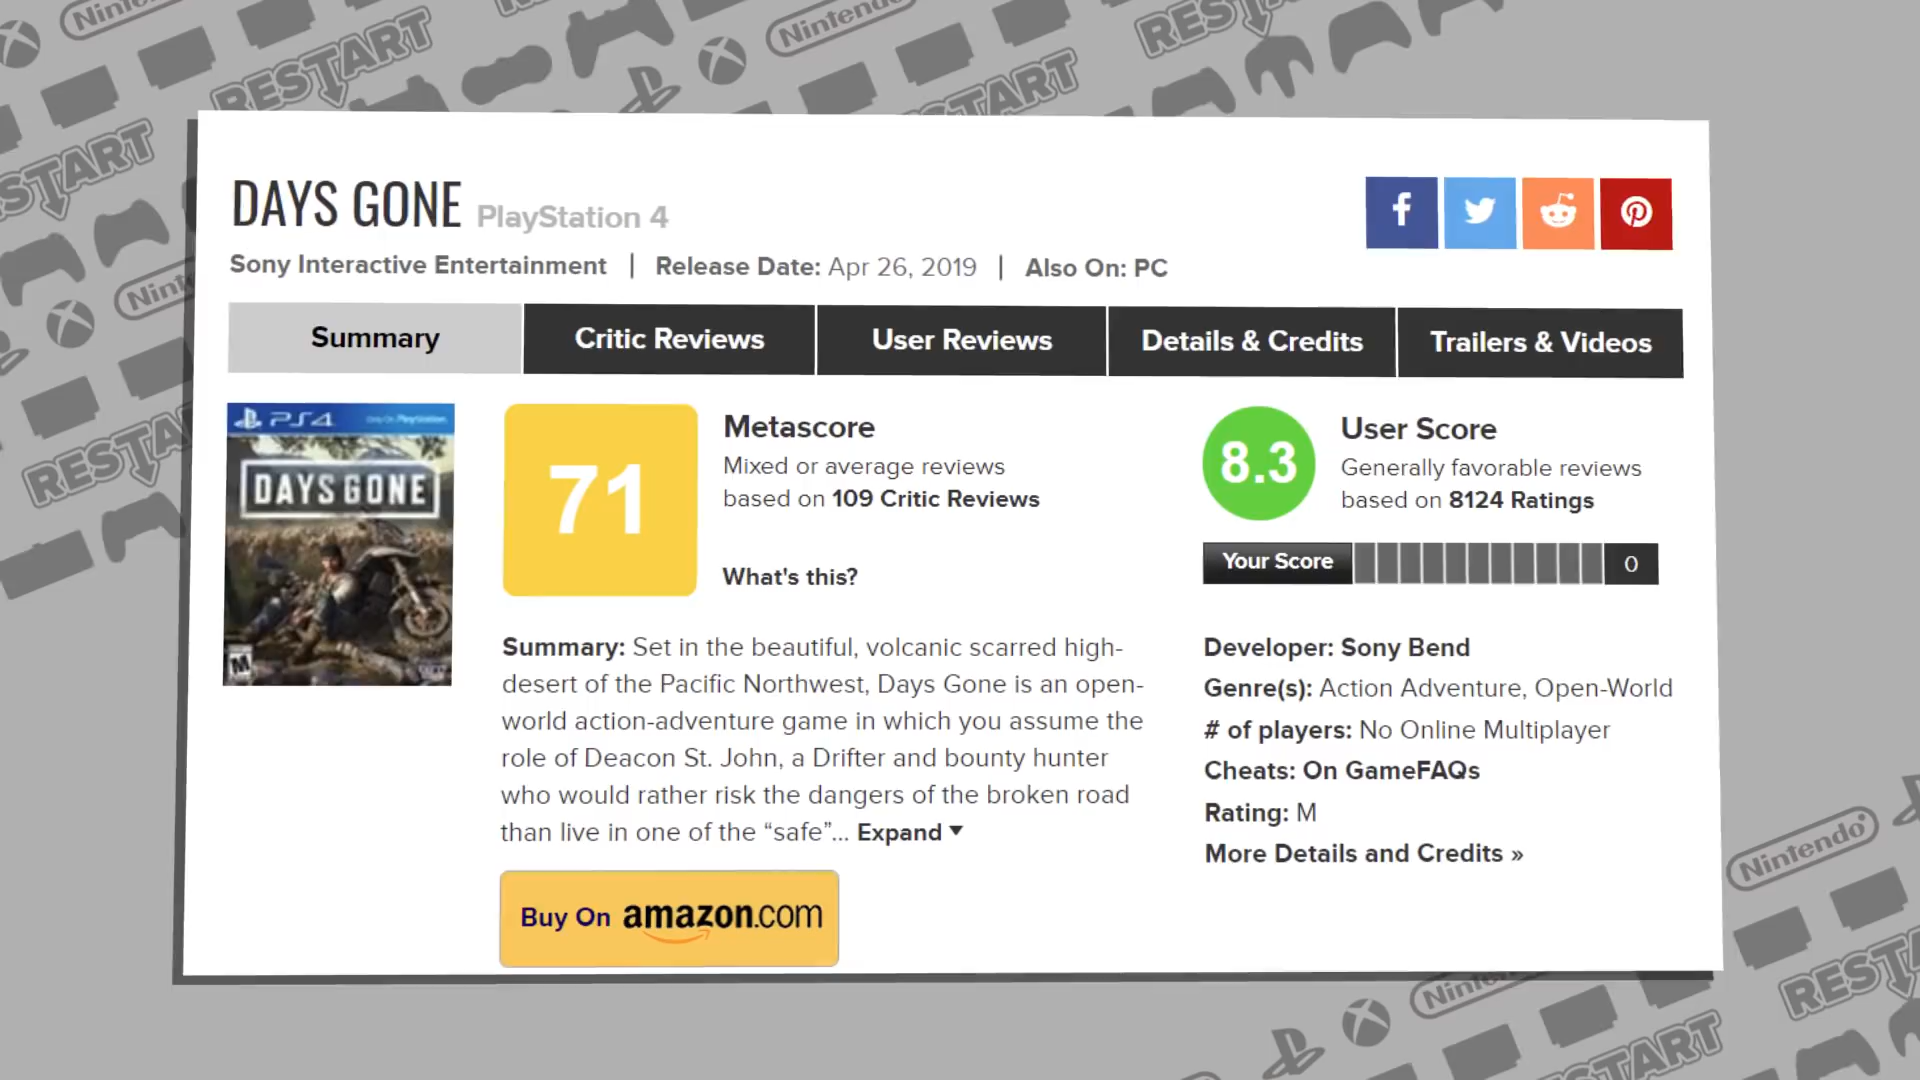 Nintendo
RESTART
Nintendo
RESTART
RESTART
DAYS GONE PlayStation 4
Sony Interactive Entertainment | Release Date: Apr 26, 2019 | Also On: PC
Summary
Critic Reviews
User Reviews
Details & Credits
Trailers & Videos
PS4
DAYS GONE
M
71
Metascore
Mixed or average reviews
based on 109 Critic Reviews
What's this?
8.3
User Score
Generally favorable reviews
based on 8124 Ratings
Your Score
0
Summary: Set in the beautiful, volcanic scarred high-
desert of the Pacific Northwest, Days Gone is an open-
world action-adventure game in which you assume the
role of Deacon St. John, a Drifter and bounty hunter
who would rather risk the dangers of the broken road
than live in one of the “safe”... Expand
Buy On amazon.com
Developer: Sony Bend
Genre(s): Action Adventure, Open-World
# of players: No Online Multiplayer
Cheats: On GameFAQs
Rating: M
More Details and Credits »
Nintendo